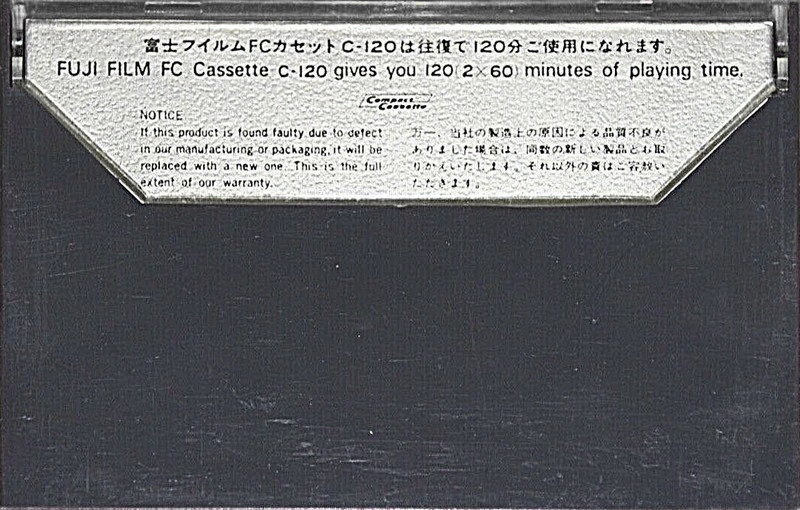 富士フイルムFCカセットC-120は往復で120分ご使用になれます。
FUJI FILM FC Cassette C-120 gives you 120(2×60) minutes of playing time.
Compact
Cassette
NOTICE
If this product is found faulty due to defect
in our manufacturing or packaging, it will be
replaced with a new one. This is the full
extent of our warranty.
万一、当社の製造上の原因による品質不良が
ありました場合は、同数の新しい製品とお取
りかえいたします。それ以外の責はご容赦い
ただきます。